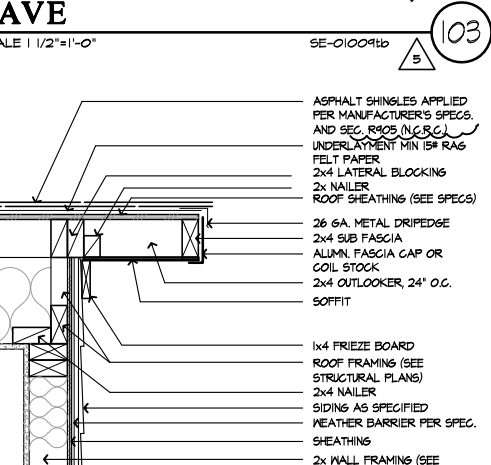 AVE
ALE 1 1/2"=1'-0"
SE-01009tb
103
5
ASPHALT SHINGLES APPLIED
PER MANUFACTURER'S SPECS.
AND SEC. R905 (N.C.R.C.)
UNDERLAYMENT MIN 15# RAG
FELT PAPER
2x4 LATERAL BLOCKING
2x NAILER
ROOF SHEATHING (SEE SPECS)
26 GA. METAL DRIPEDGE
2x4 SUB FASCIA
ALUMN. FASCIA CAP OR
COIL STOCK
2x4 OUTLOOKER, 24" O.C.
SOFFIT
1x4 FRIEZE BOARD
ROOF FRAMING (SEE
STRUCTURAL PLANS)
2x4 NAILER
SIDING AS SPECIFIED
WEATHER BARRIER PER SPEC.
SHEATHING
2x WALL FRAMING (SEE